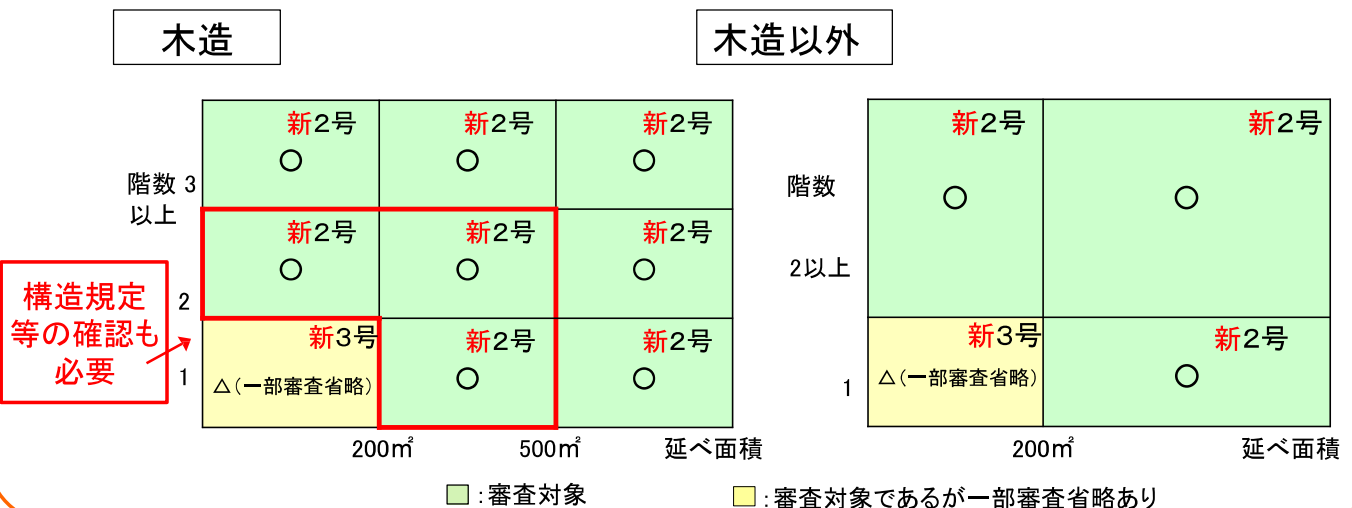 木造
木造以外
新2号
新2号
新2号
○
○
○
階数 3
以上
新2号
新2号
新2号
○
○
○
2
構造規定
等の確認も
必要
新3号
新2号
新2号
△(一部審査省略)
○
○
1
200㎡
500㎡
延べ面積
新2号
新2号
階数
○
○
2以上
新3号
新2号
△(一部審査省略)
○
1
200㎡
延べ面積
:審査対象
:審査対象であるが一部審査省略あり